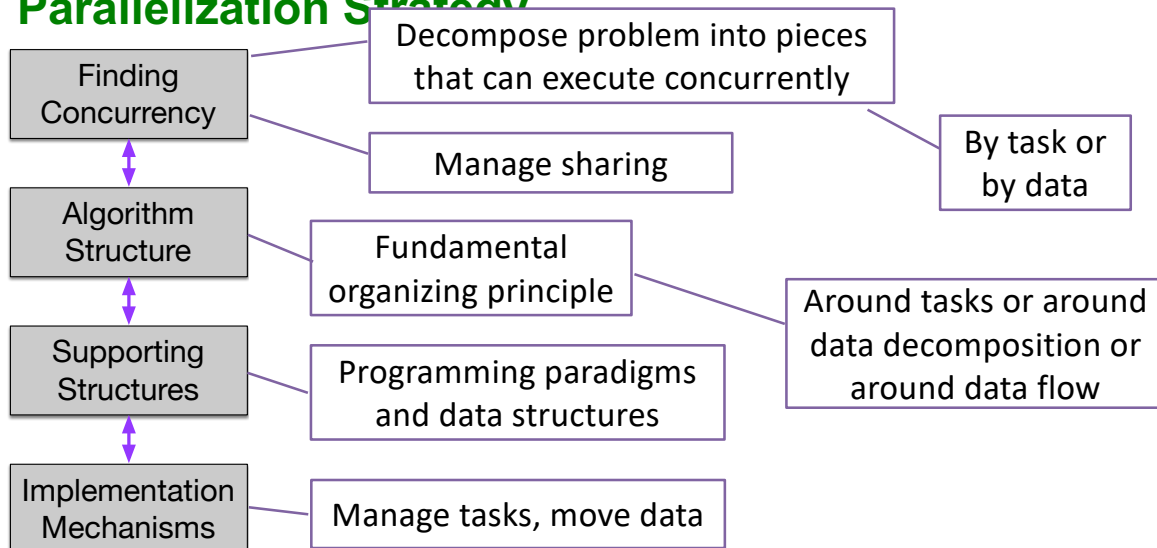 Parallelization Strategy
Decompose problem into pieces
that can execute concurrently
Finding
Concurrency
By task or
by data
Manage sharing
Algorithm
Structure
Fundamental
organizing principle
Around tasks or around
data decomposition or
around data flow
Supporting
Structures
Programming paradigms
and data structures
Implementation
Mechanisms
Manage tasks, move data